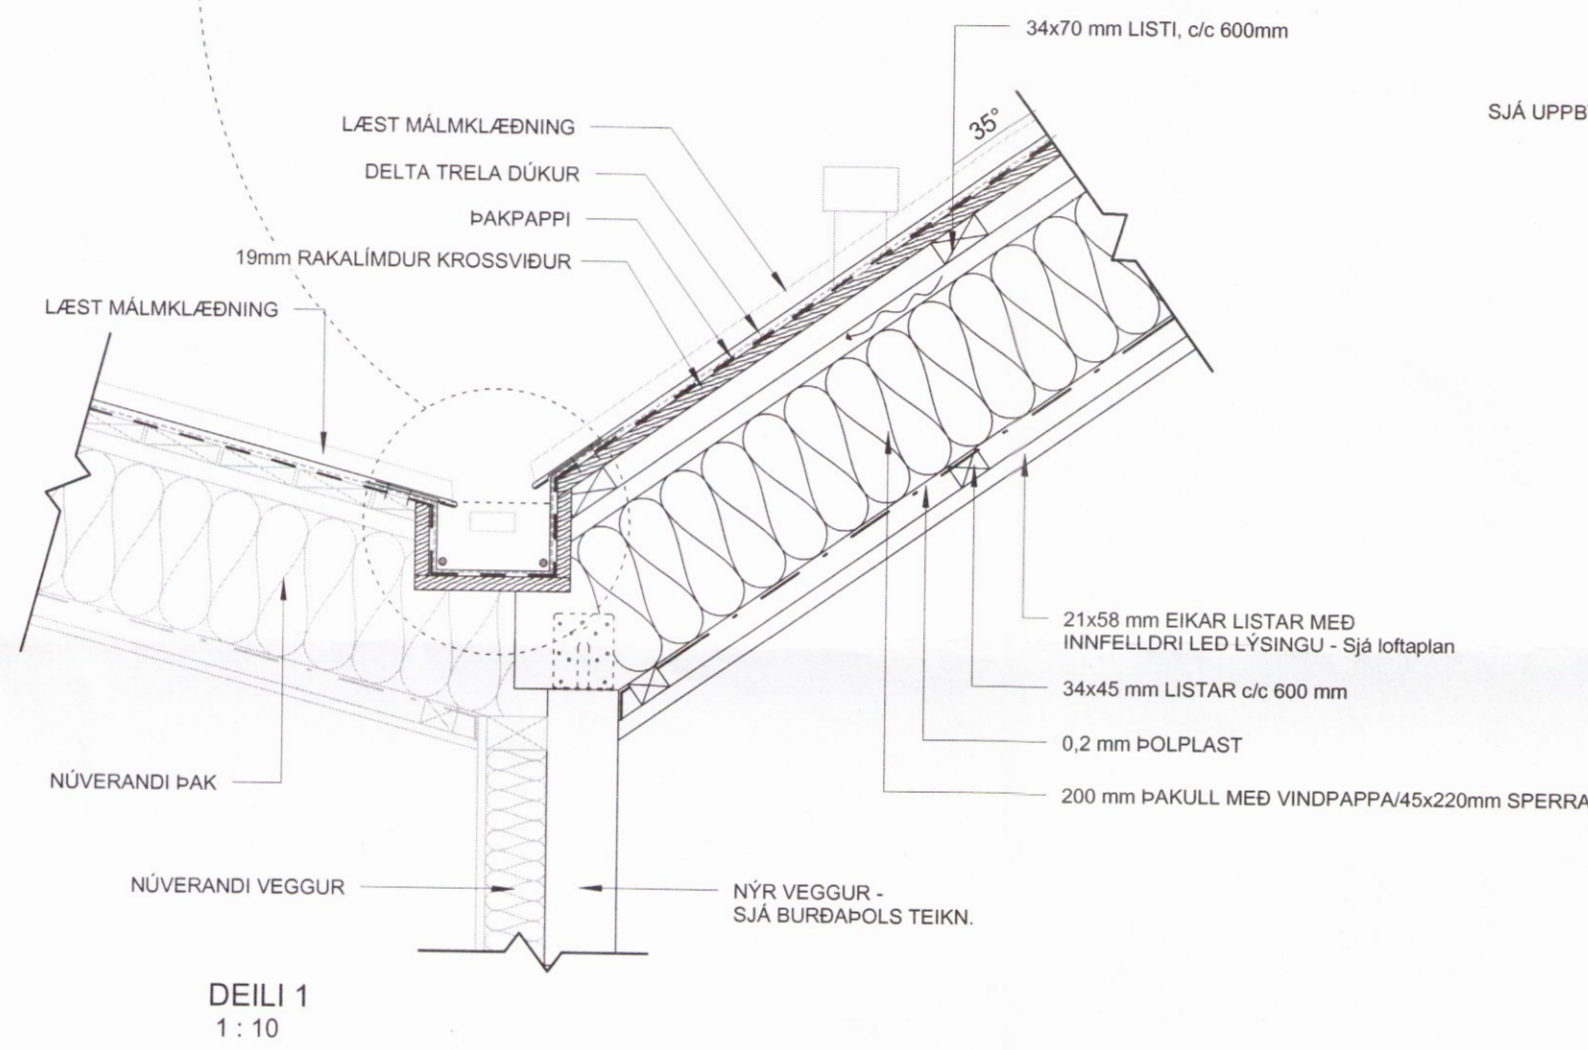 34x70 mm LISTI, c/c 600mm
SJÁ UPPB
35°
LÆST MÁLMKLÆÐNING
DELTA TRELA DÚKUR
ÞAKPAPPI
19mm RAKALÍMDUR KROSSVIÐUR
LÆST MÁLMKLÆÐNING
21x58 mm EIKAR LISTAR MEÐ
INNFELLDRI LED LÝSINGU - Sjá loftaplan
34x45 mm LISTAR c/c 600 mm
0,2 mm ÞOLPLAST
200 mm ÞAKULL MEÐ VINDPAPPA/45x220mm SPERRA
NÚVERANDI ÞAK
NÚVERANDI VEGGUR
NÝR VEGGUR -
SJÁ BURÐAÞOLS TEIKN.
DEILI 1
1 : 10